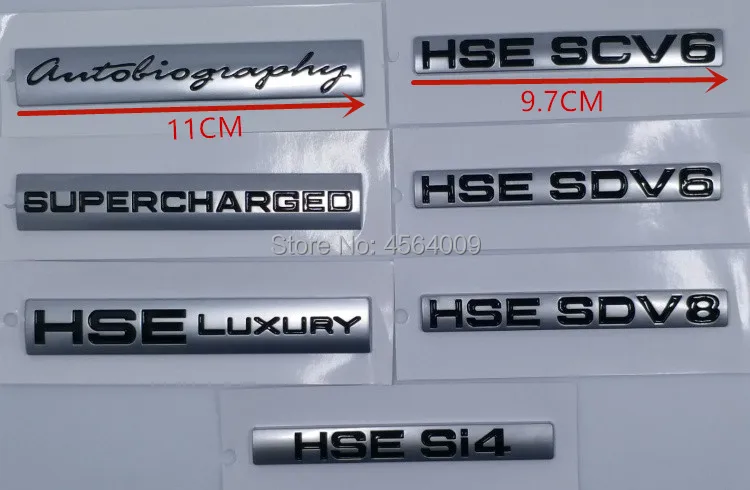 Autobiography
11CM
HSE SCV6
9.7CM
SUPERCHARGED
HSE SDV6
Store No: 4564009
HSE LUXURY
HSE SDV8
HSE Si4